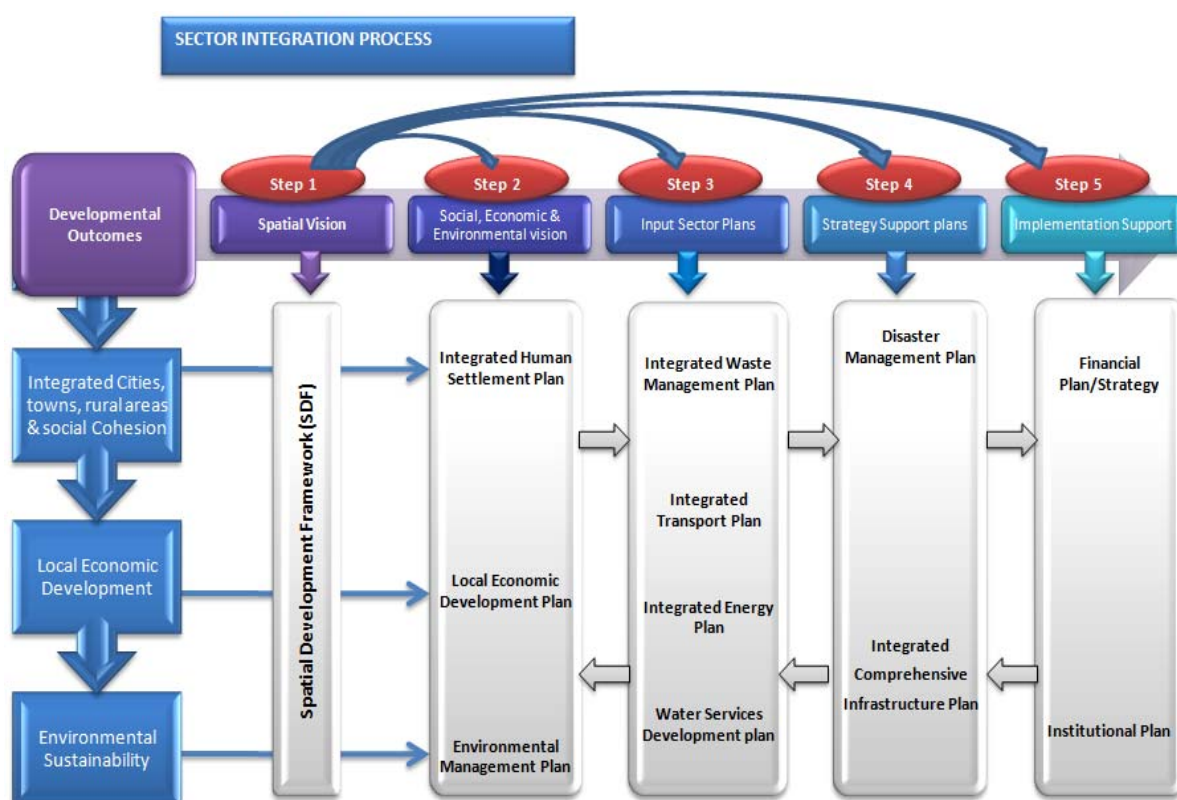 SECTOR INTEGRATION PROCESS
Step 1
Step 2
Step 3
Step 4
Step 5
Developmental
Outcomes
Spatial Vision
Social, Economic &
Environmental vision
Input Sector Plans
Strategy Support plans
Implementation Support
Integrated Cities,
towns, rural areas
& social Cohesion
Local Economic
Development
Environmental
Sustainability
Spatial Development Framework (SDF)
Integrated Human
Settlement Plan
Local Economic
Development Plan
Environmental
Management Plan
Integrated Waste
Management Plan
Integrated
Transport Plan
Integrated Energy
Plan
Water Services
Development plan
Disaster
Management Plan
Integrated
Comprehensive
Infrastructure Plan
Financial
Plan/Strategy
Institutional Plan